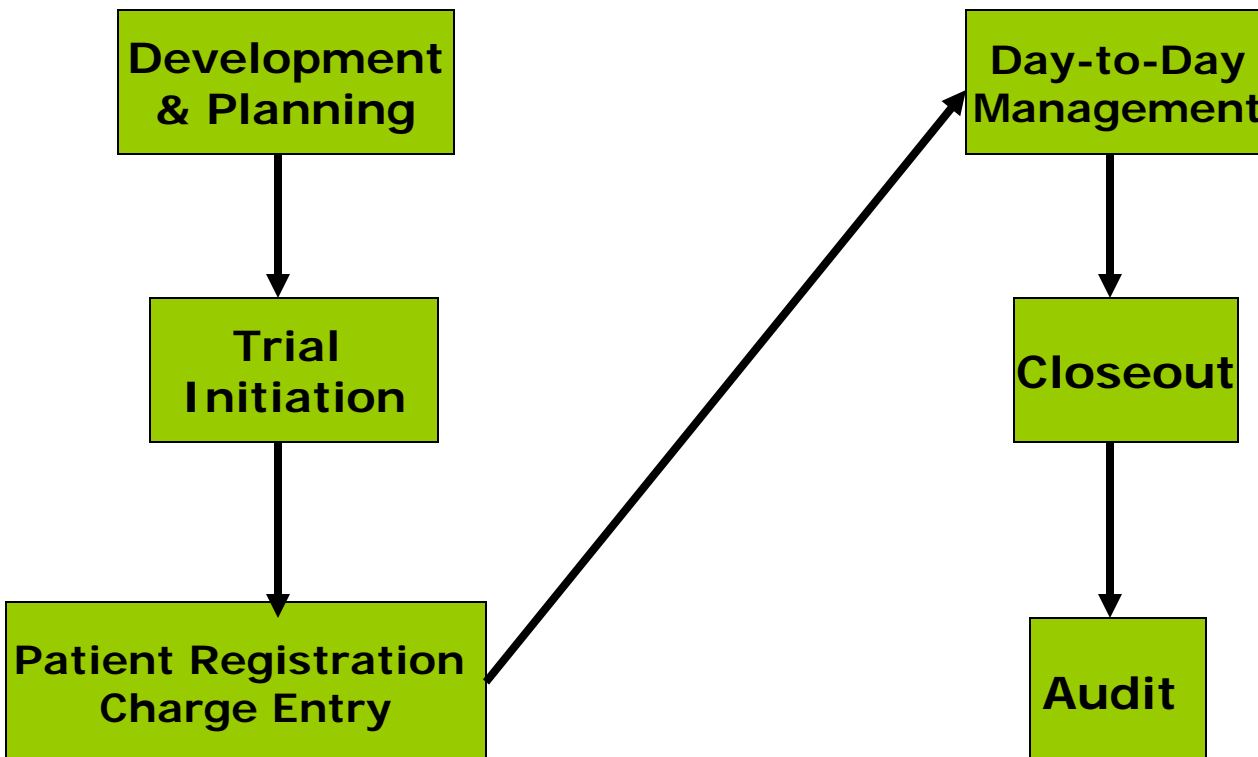 Development
& Planning
Trial
Initiation
Patient Registration
Charge Entry
Day-to-Day
Management
Closeout
Audit